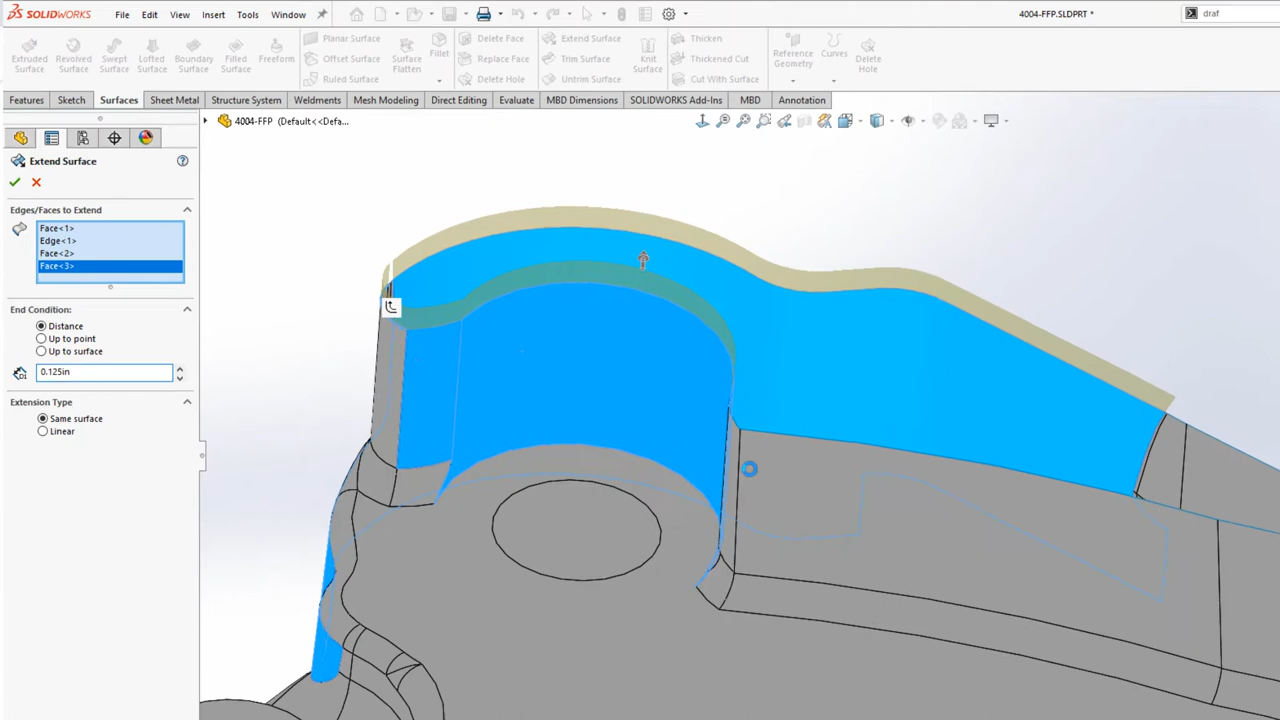 SOLIDWORKS File Edit View Insert Tools Window 4004-FFP.SLDPRT * draf
Extruded Surface
Revolved Surface
Swept Surface
Lofted Surface
Boundary Surface
Filled Surface
Freeform
Planar Surface
Offset Surface
Ruled Surface
Surface Flatten
Fillet
Delete Face
Replace Face
Delete Hole
Extend Surface
Trim Surface
Untrim Surface
Knit Surface
Thicken
Thickened Cut
Cut With Surface
Reference Geometry
Curves
Delete Hole
Features Sketch Surfaces Sheet Metal Structure System Weldments Mesh Modeling Direct Editing Evaluate MBD Dimensions SOLIDWORKS Add-Ins MBD Annotation
4004-FFP (Default<<Defa...
Extend Surface
Edges/Faces to Extend
Face<1>
Edge<1>
Face<2>
Face<3>
End Condition:
Distance
Up to point
Up to surface
D1 0.125in
Extension Type
Same surface
Linear